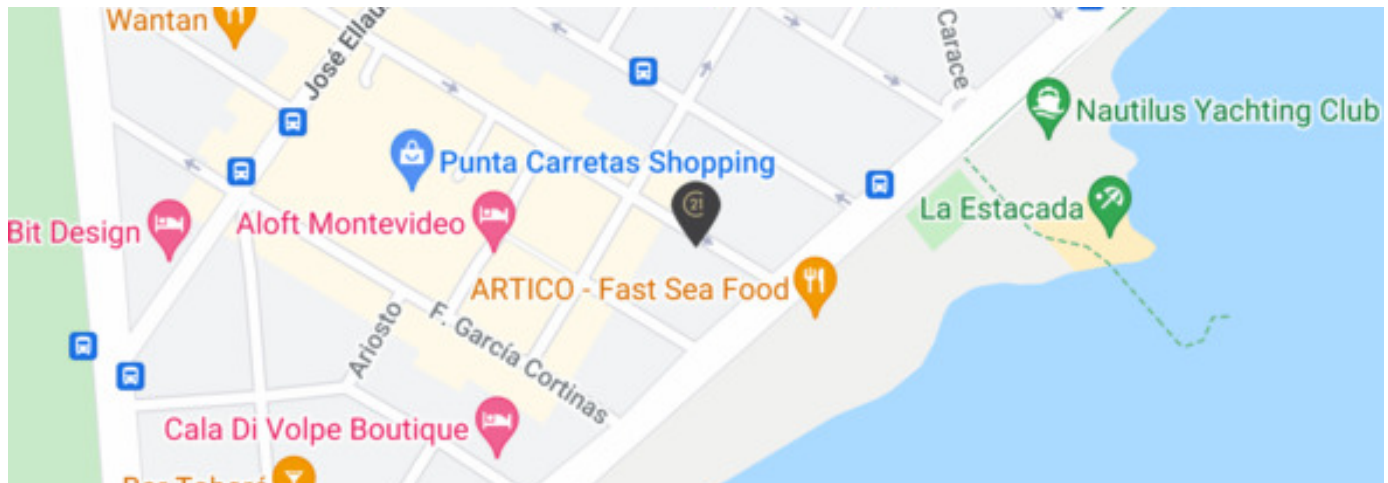 Wantan
José Ellau
Carace
Nautilus Yachting Club
Punta Carretas Shopping
21
La Estacada
Bit Design
Aloft Montevideo
ARTICO - Fast Sea Food
Ariosto
F. García Cortinas
Cala Di Volpe Boutique